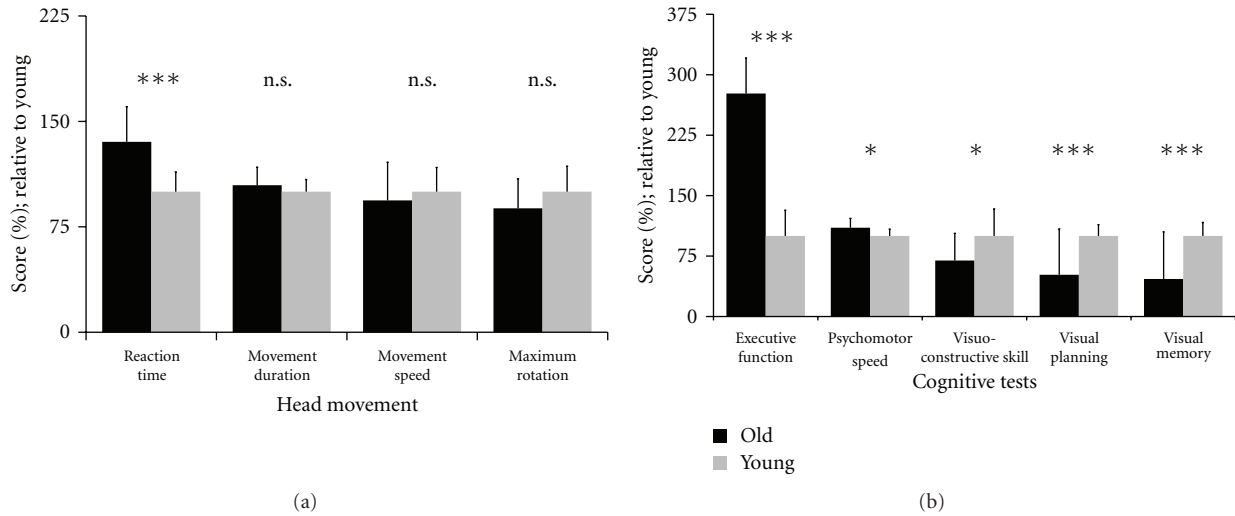 Score (%); relative to young
225
150
75
0
***
n.s.
n.s.
n.s.
Reaction
time
Movement
duration
Movement
speed
Maximum
rotation
Head movement
(a)
Score (%); relative to young
375
300
225
150
75
0
***
*
*
***
***
Executive
function
Psychomotor
speed
Visuo-
constructive skill
Visual
planning
Visual
memory
Cognitive tests
Old
Young
(b)